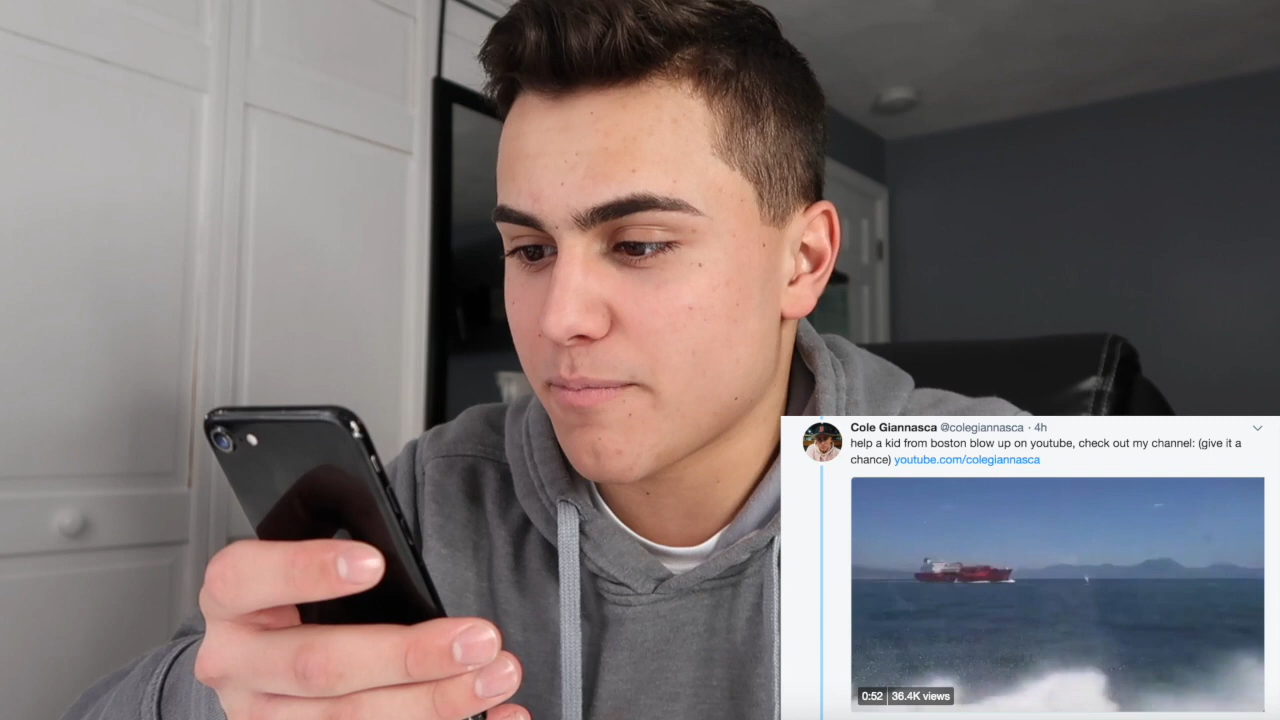 Cole Giannasca @colegiannasca · 4h
help a kid from boston blow up on youtube, check out my channel: (give it a
chance) youtube.com/colegiannasca
0:52 36.4K views